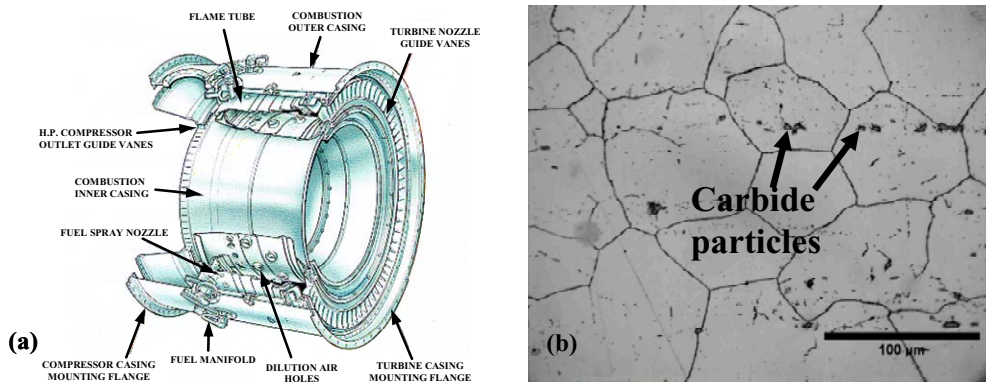 FLAME TUBE
COMBUSTION
OUTER CASING
TURBINE NOZZLE
GUIDE VANES
H.P. COMPRESSOR
OUTLET GUIDE VANES
COMBUSTION
INNER CASING
FUEL SPRAY NOZZLE
(a)
COMPRESSOR CASING
MOUNTING FLANGE
FUEL MANIFOLD
DILUTION AIR
HOLES
TURBINE CASING
MOUNTING FLANGE
Carbide
particles
(b)
100 µm